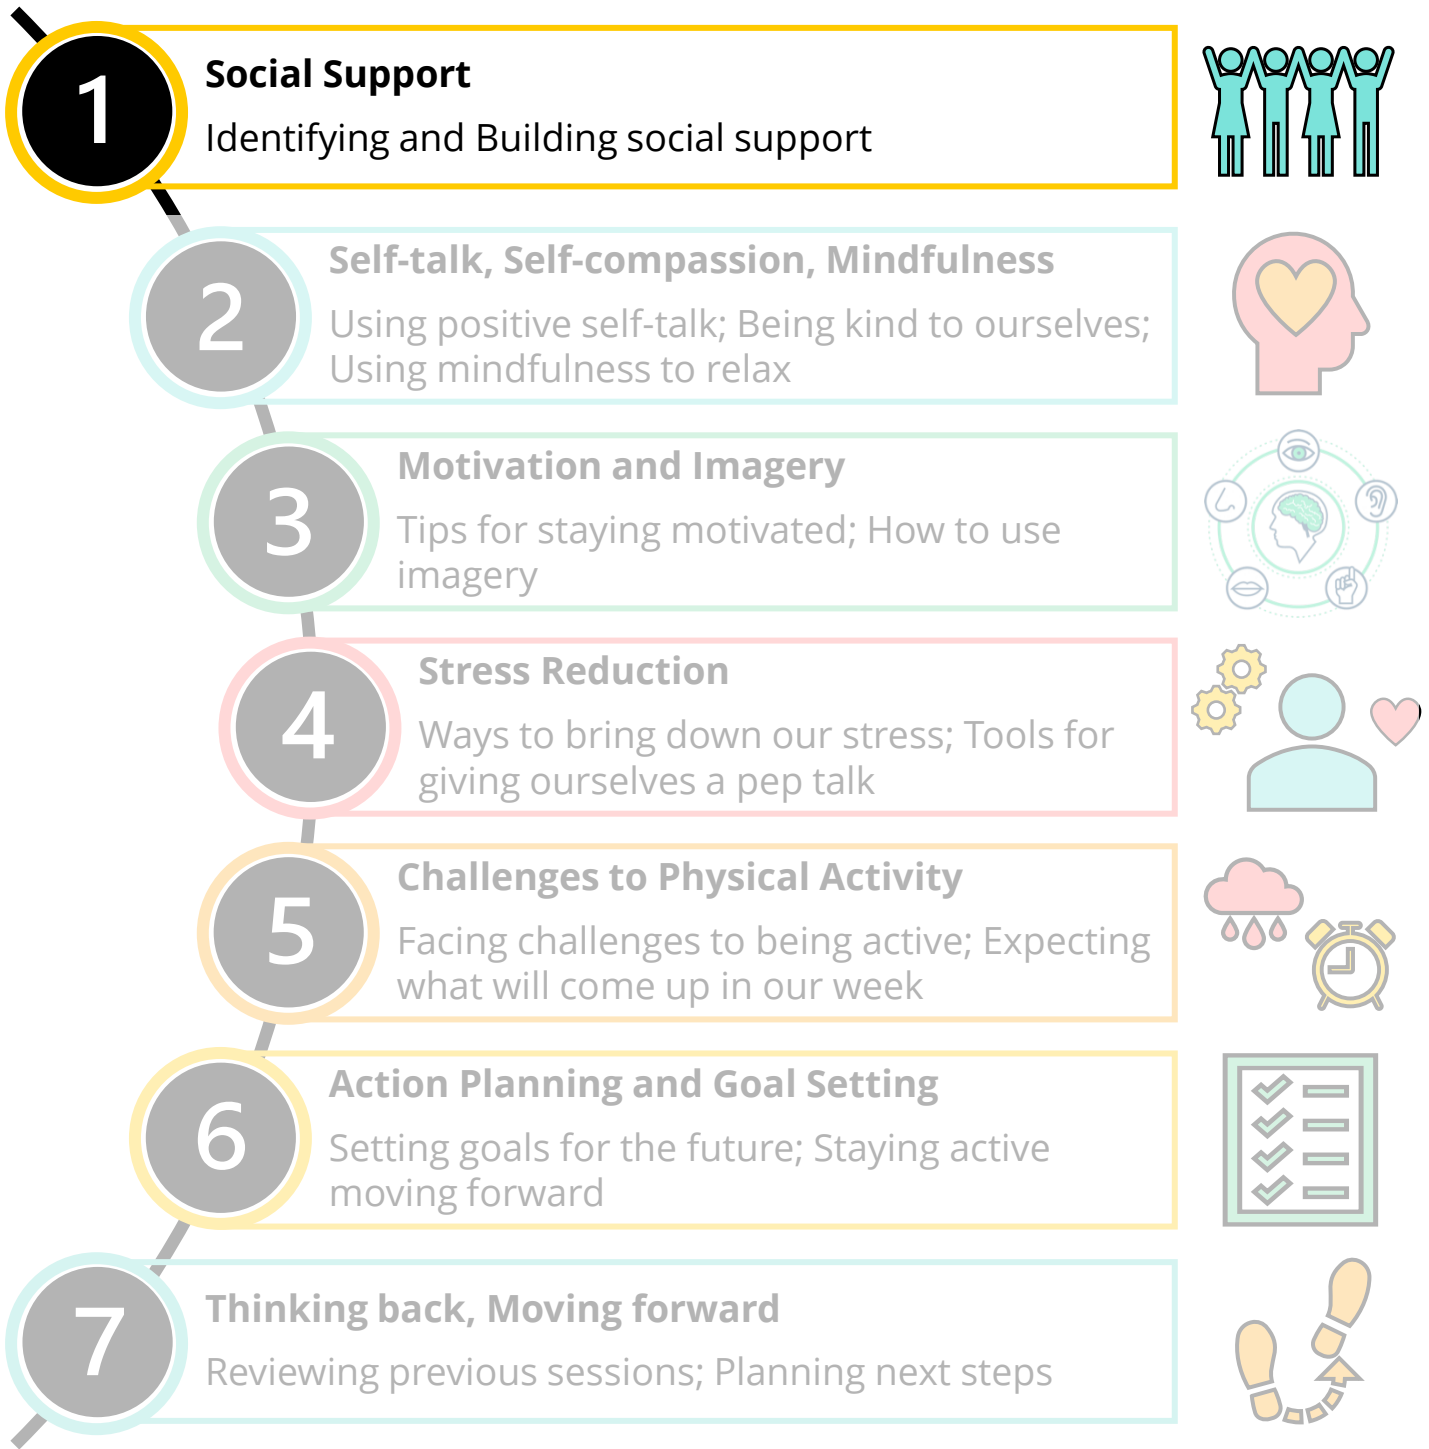 1
Social Support
Identifying and Building social support
2
Self-talk, Self-compassion, Mindfulness
Using positive self-talk; Being kind to ourselves;
Using mindfulness to relax
3
Motivation and Imagery
Tips for staying motivated; How to use
imagery
4
Stress Reduction
Ways to bring down our stress; Tools for
giving ourselves a pep talk
5
Challenges to Physical Activity
Facing challenges to being active; Expecting
what will come up in our week
6
Action Planning and Goal Setting
Setting goals for the future; Staying active
moving forward
7
Thinking back, Moving forward
Reviewing previous sessions; Planning next steps